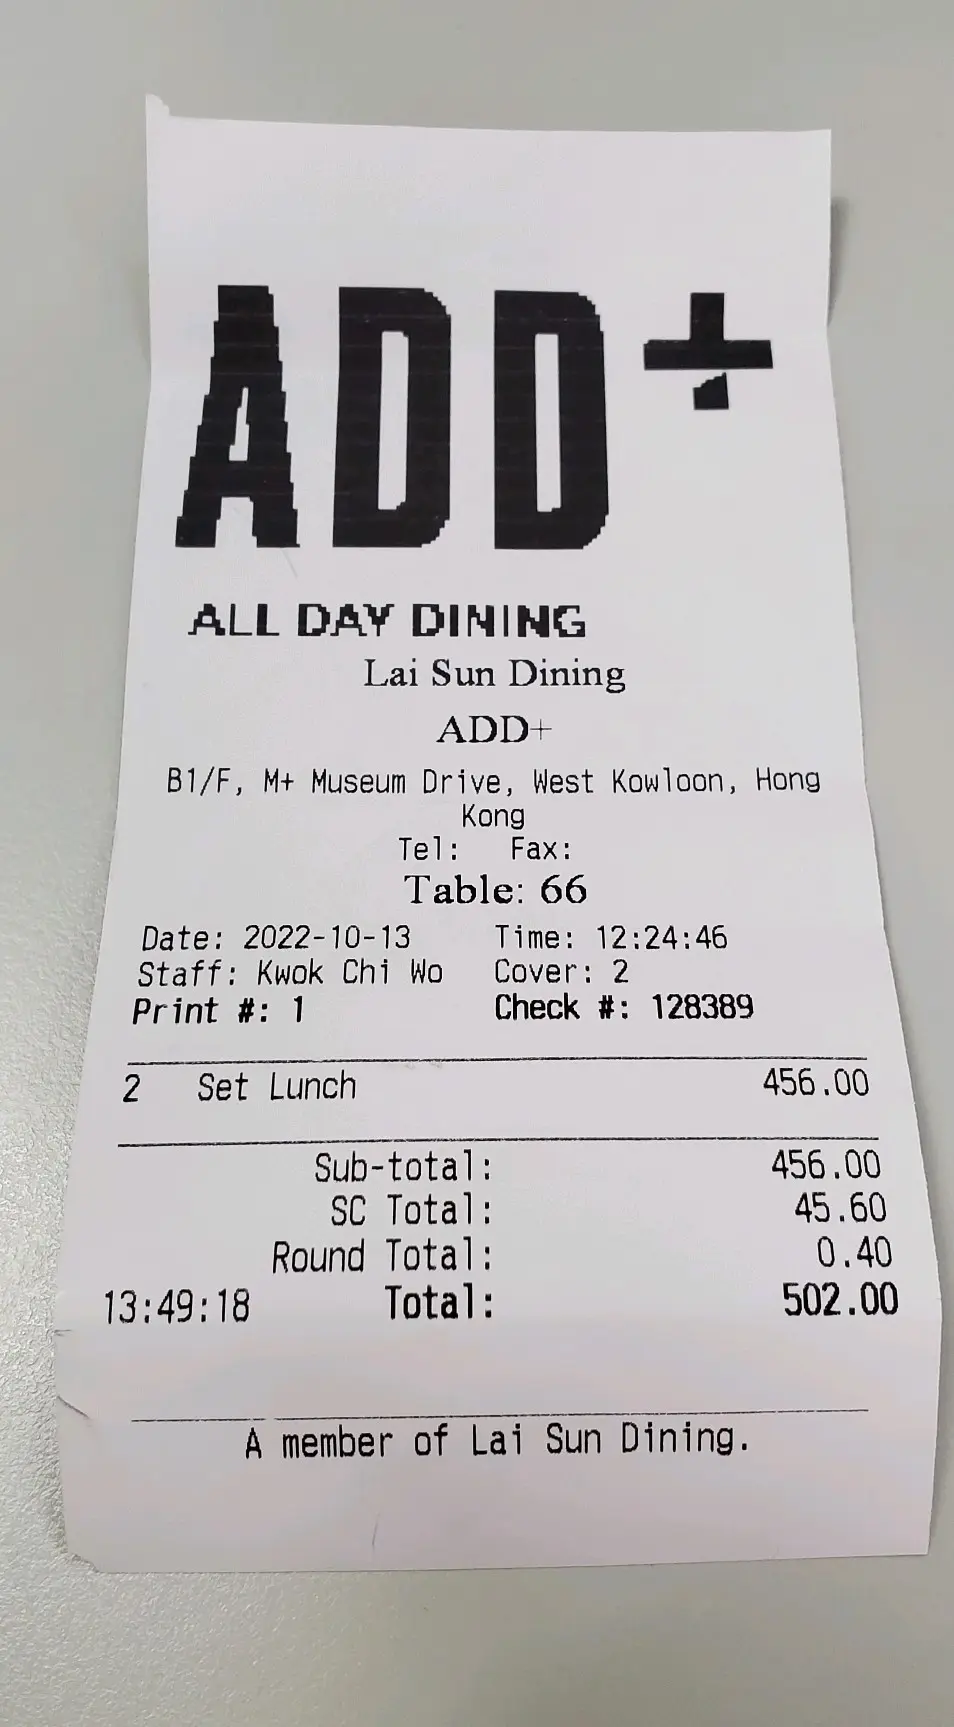 ADD+
ALL DAY DINING
Lai Sun Dining
ADD+
B1/F, M+ Museum Drive, West Kowloon, Hong
Kong
Tel: Fax:
Table: 66
Date: 2022-10-13 Time: 12:24:46
Staff: Kwok Chi Wo Cover: 2
Print #: 1 Check #: 128389
2 Set Lunch 456.00
Sub-total: 456.00
SC Total: 45.60
Round Total: 0.40
13:49:18 Total: 502.00
A member of Lai Sun Dining.